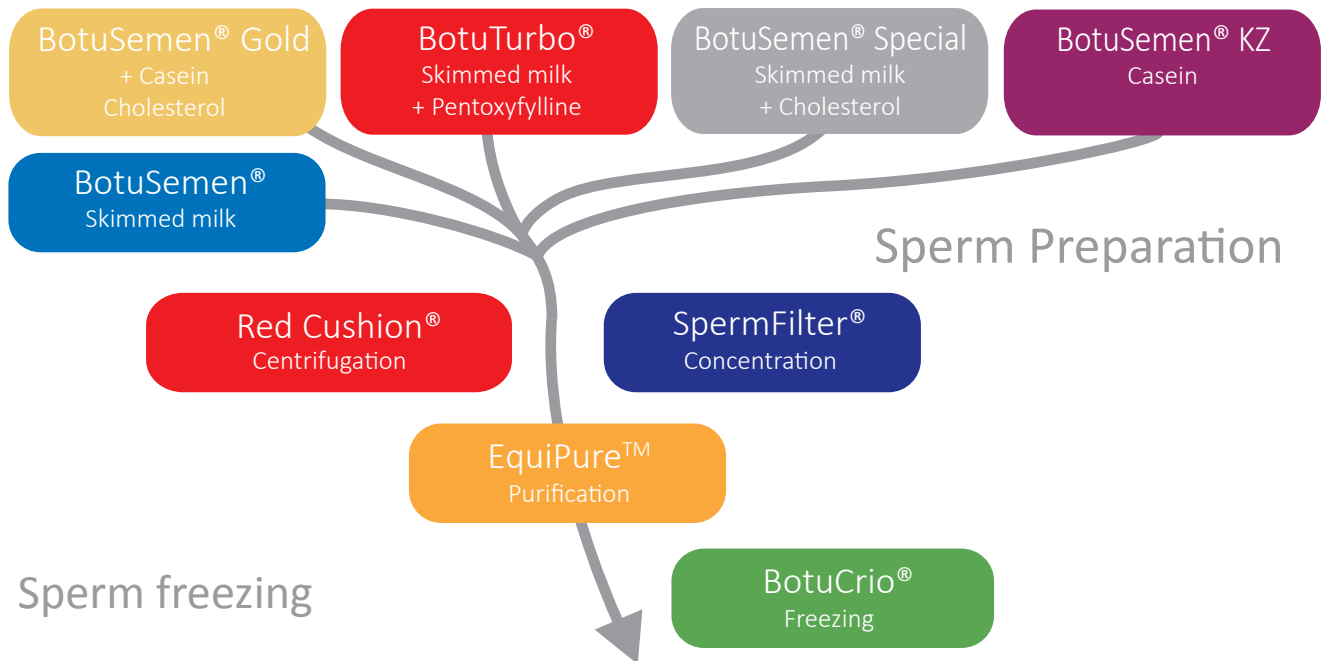 BotuSemen® Gold
+ Casein
Cholesterol
BotuTurbo®
Skimmed milk
+ Pentoxyfylline
BotuSemen® Special
Skimmed milk
+ Cholesterol
BotuSemen® KZ
Casein
BotuSemen®
Skimmed milk
Sperm Preparation
Red Cushion®
Centrifugation
SpermFilter®
Concentration
EquiPure™
Purification
Sperm freezing
BotuCrio®
Freezing